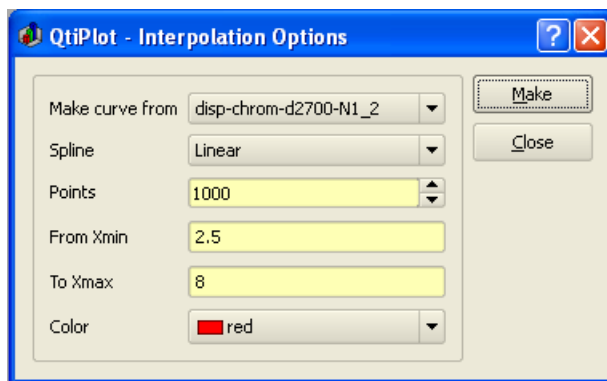 QtiPlot - Interpolation Options
Make curve from disp-chrom-d2700-N1_2
Make
Spline Linear
Close
Points 1000
From Xmin 2.5
To Xmax 8
Color red